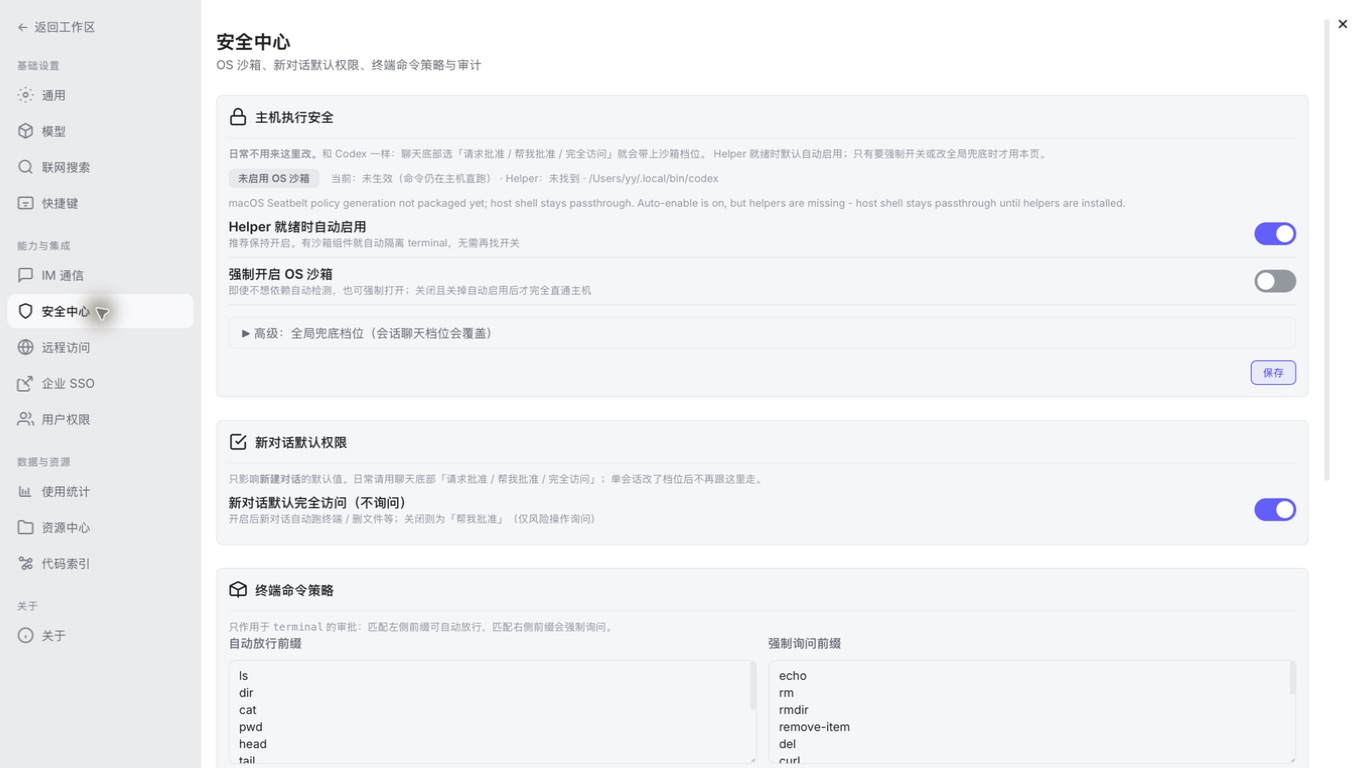 ← 返回工作区
基础设置
通用
模型
联网搜索
快捷键
能力与集成
IM 通信
安全中心
远程访问
企业 SSO
用户权限
数据与资源
使用统计
资源中心
代码索引
关于
关于
安全中心
OS 沙箱、新对话默认权限、终端命令策略与审计
主机执行安全
日常不用来这里改。和 Codex 一样：聊天底部选「请求批准 / 帮我批准 / 完全访问」就会带上沙箱档位。 Helper 就绪时默认自动启用；只有要强制开关或改全局兜底时才用本页。
未启用 OS 沙箱 当前：未生效（命令仍在主机直跑） · Helper：未找到 · /Users/yy/.local/bin/codex
macOS Seatbelt policy generation not packaged yet; host shell stays passthrough. Auto-enable is on, but helpers are missing - host shell stays passthrough until helpers are installed.
Helper 就绪时自动启用
推荐保持开启。有沙箱组件就自动隔离 terminal，无需再找开关
强制开启 OS 沙箱
即使不想依赖自动检测，也可强制打开；关闭且关掉自动启用后才完全直通主机
▶ 高级：全局兜底档位（会话聊天档位会覆盖）
保存
新对话默认权限
只影响新建对话的默认值。日常请用聊天底部「请求批准 / 帮我批准 / 完全访问」；单会话改了档位后不再跟这里走。
新对话默认完全访问（不询问）
开启后新对话自动跑终端 / 删文件等；关闭则为「帮我批准」（仅风险操作询问）
终端命令策略
只作用于 terminal 的审批：匹配左侧前缀可自动放行，匹配右侧前缀会强制询问。
自动放行前缀
ls
dir
cat
pwd
head
tail
强制询问前缀
echo
rm
rmdir
remove-item
del
curl